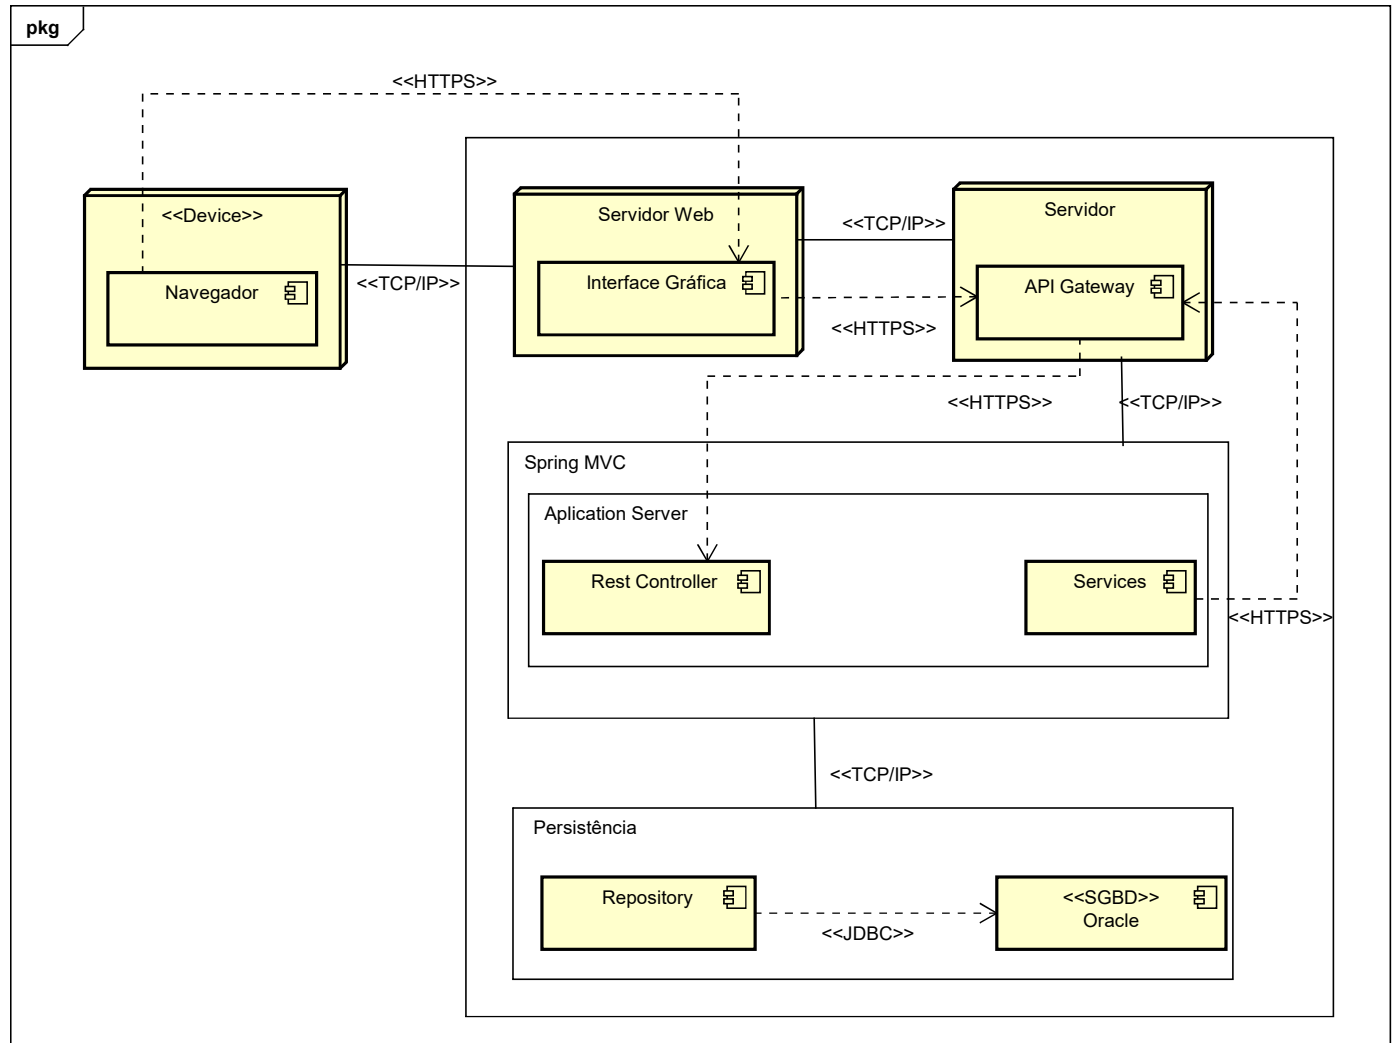 pkg
<<HTTPS>>
<<Device>>
Navegador
<<TCP/IP>>
Servidor Web
Interface Gráfica
<<TCP/IP>>
<<HTTPS>>
Servidor
API Gateway
<<HTTPS>>
<<TCP/IP>>
Spring MVC
Aplication Server
Rest Controller
Services
<<HTTPS>>
<<TCP/IP>>
Persistência
Repository
<<JDBC>>
<<SGBD>>
Oracle